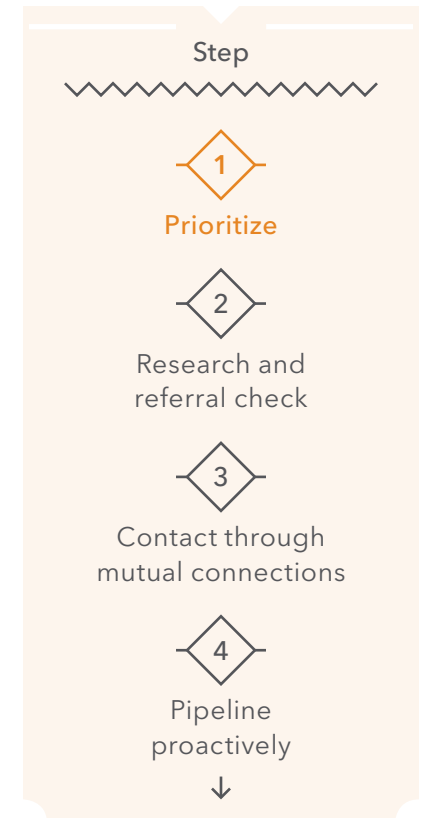 Step
1
Prioritize
2
Research and
referral check
3
Contact through
mutual connections
4
Pipeline
proactively